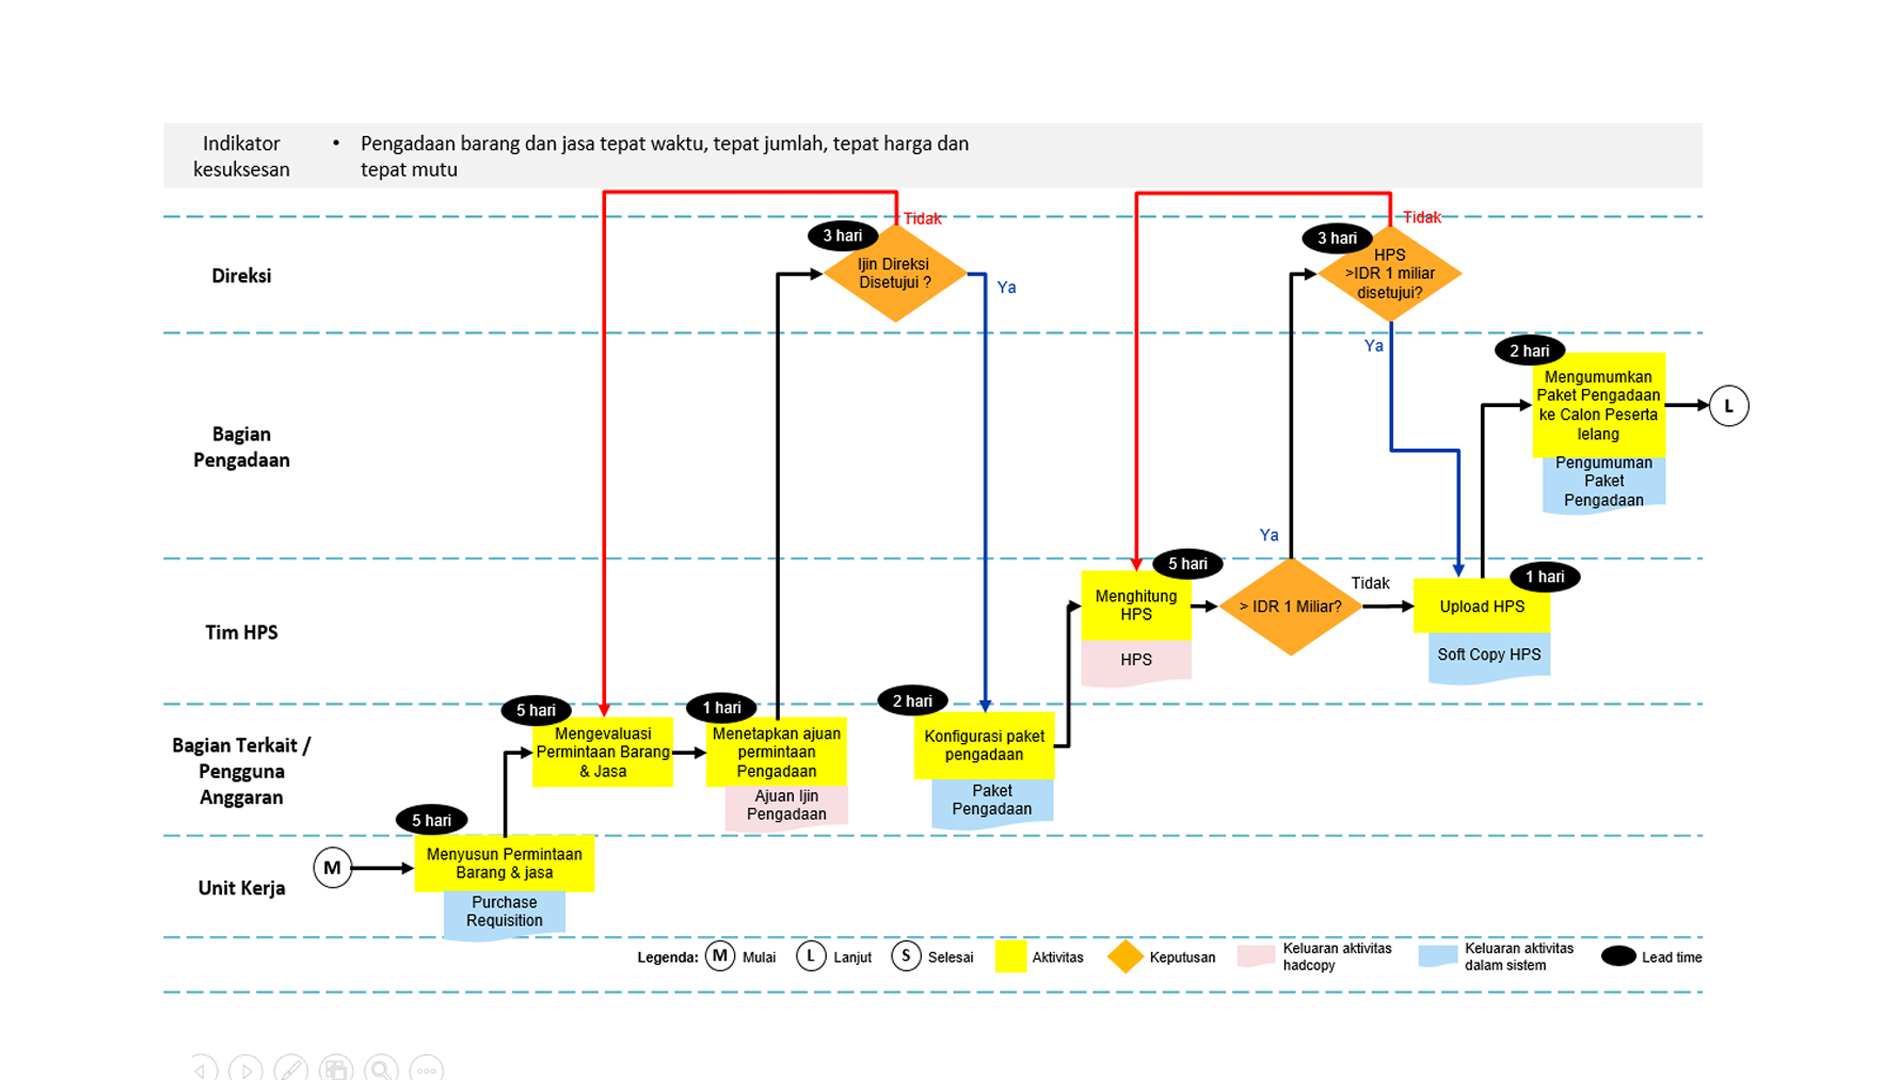 Indikator
kesuksesan
• Pengadaan barang dan jasa tepat waktu, tepat jumlah, tepat harga dan
tepat mutu
Direksi
3 hari
Ijin Direksi
Disetujui ?
Tidak
Ya
3 hari
HPS
>IDR 1 miliar
disetujui?
Tidak
Ya
Bagian
Pengadaan
2 hari
Mengumumkan
Paket Pengadaan
ke Calon Peserta
lelang
Pengumuman
Paket
Pengadaan
L
Tim HPS
5 hari
Menghitung
HPS
HPS
Ya
> IDR 1 Miliar?
Tidak
1 hari
Upload HPS
Soft Copy HPS
Bagian Terkait /
Pengguna
Anggaran
5 hari
Mengevaluasi
Permintaan Barang
& Jasa
1 hari
Menetapkan ajuan
permintaan
Pengadaan
Ajuan Ijin
Pengadaan
2 hari
Konfigurasi paket
pengadaan
Paket
Pengadaan
Unit Kerja
M
5 hari
Menyusun Permintaan
Barang & jasa
Purchase
Requisition
Legenda:
M Mulai
L Lanjut
S Selesai
Aktivitas
Keputusan
Keluaran aktivitas
hadcopy
Keluaran aktivitas
dalam sistem
Lead time